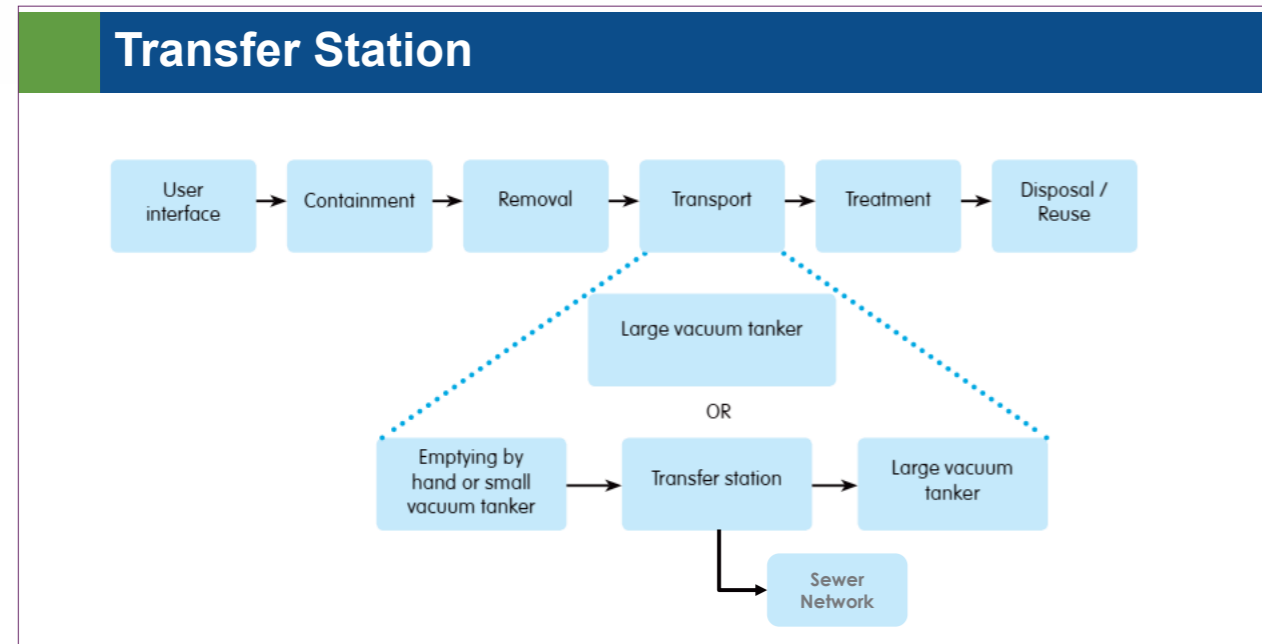 Transfer Station
User
interface
Containment
Removal
Transport
Treatment
Disposal /
Reuse
Large vacuum tanker
OR
Emptying by
hand or small
vacuum tanker
Transfer station
Large vacuum
tanker
Sewer
Network